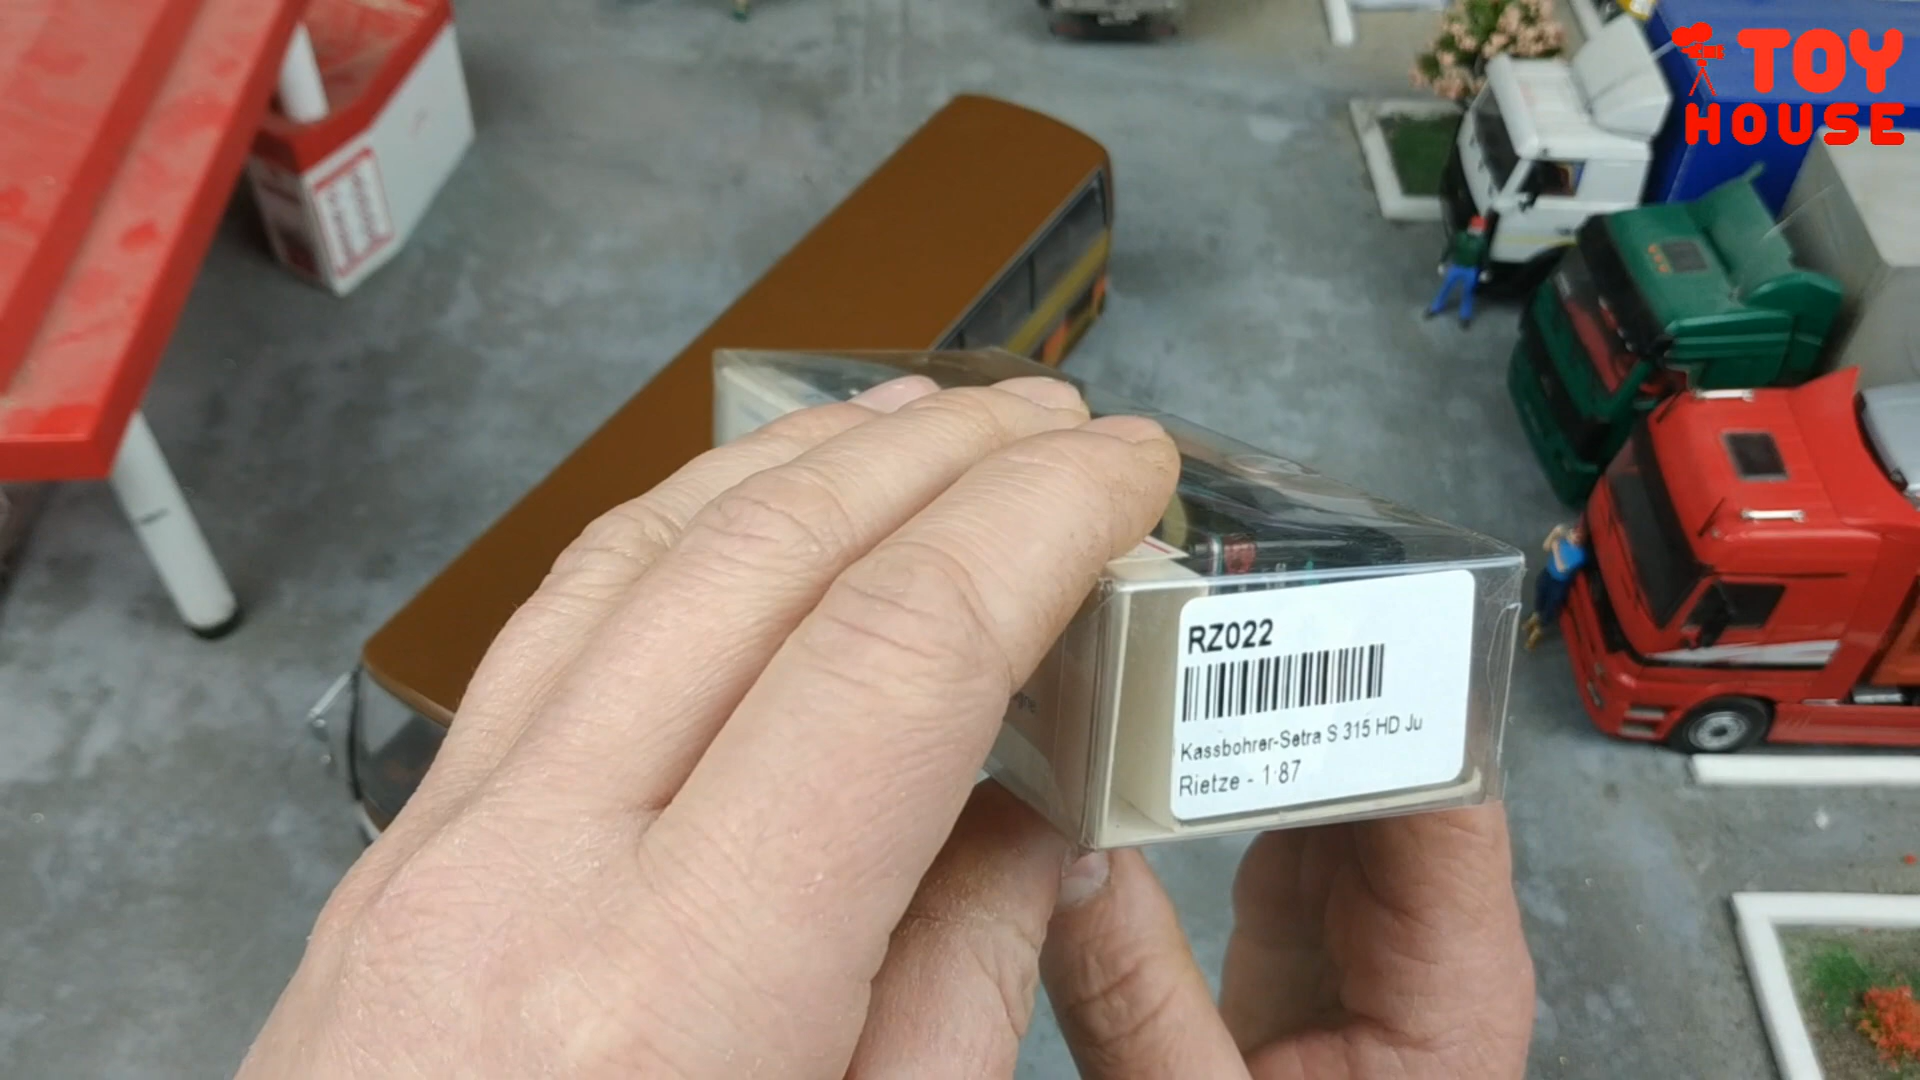 TOY
HOUSE
RZ022
Kassbohrer-Setra S 315 HD Ju
Rietze - 1:87